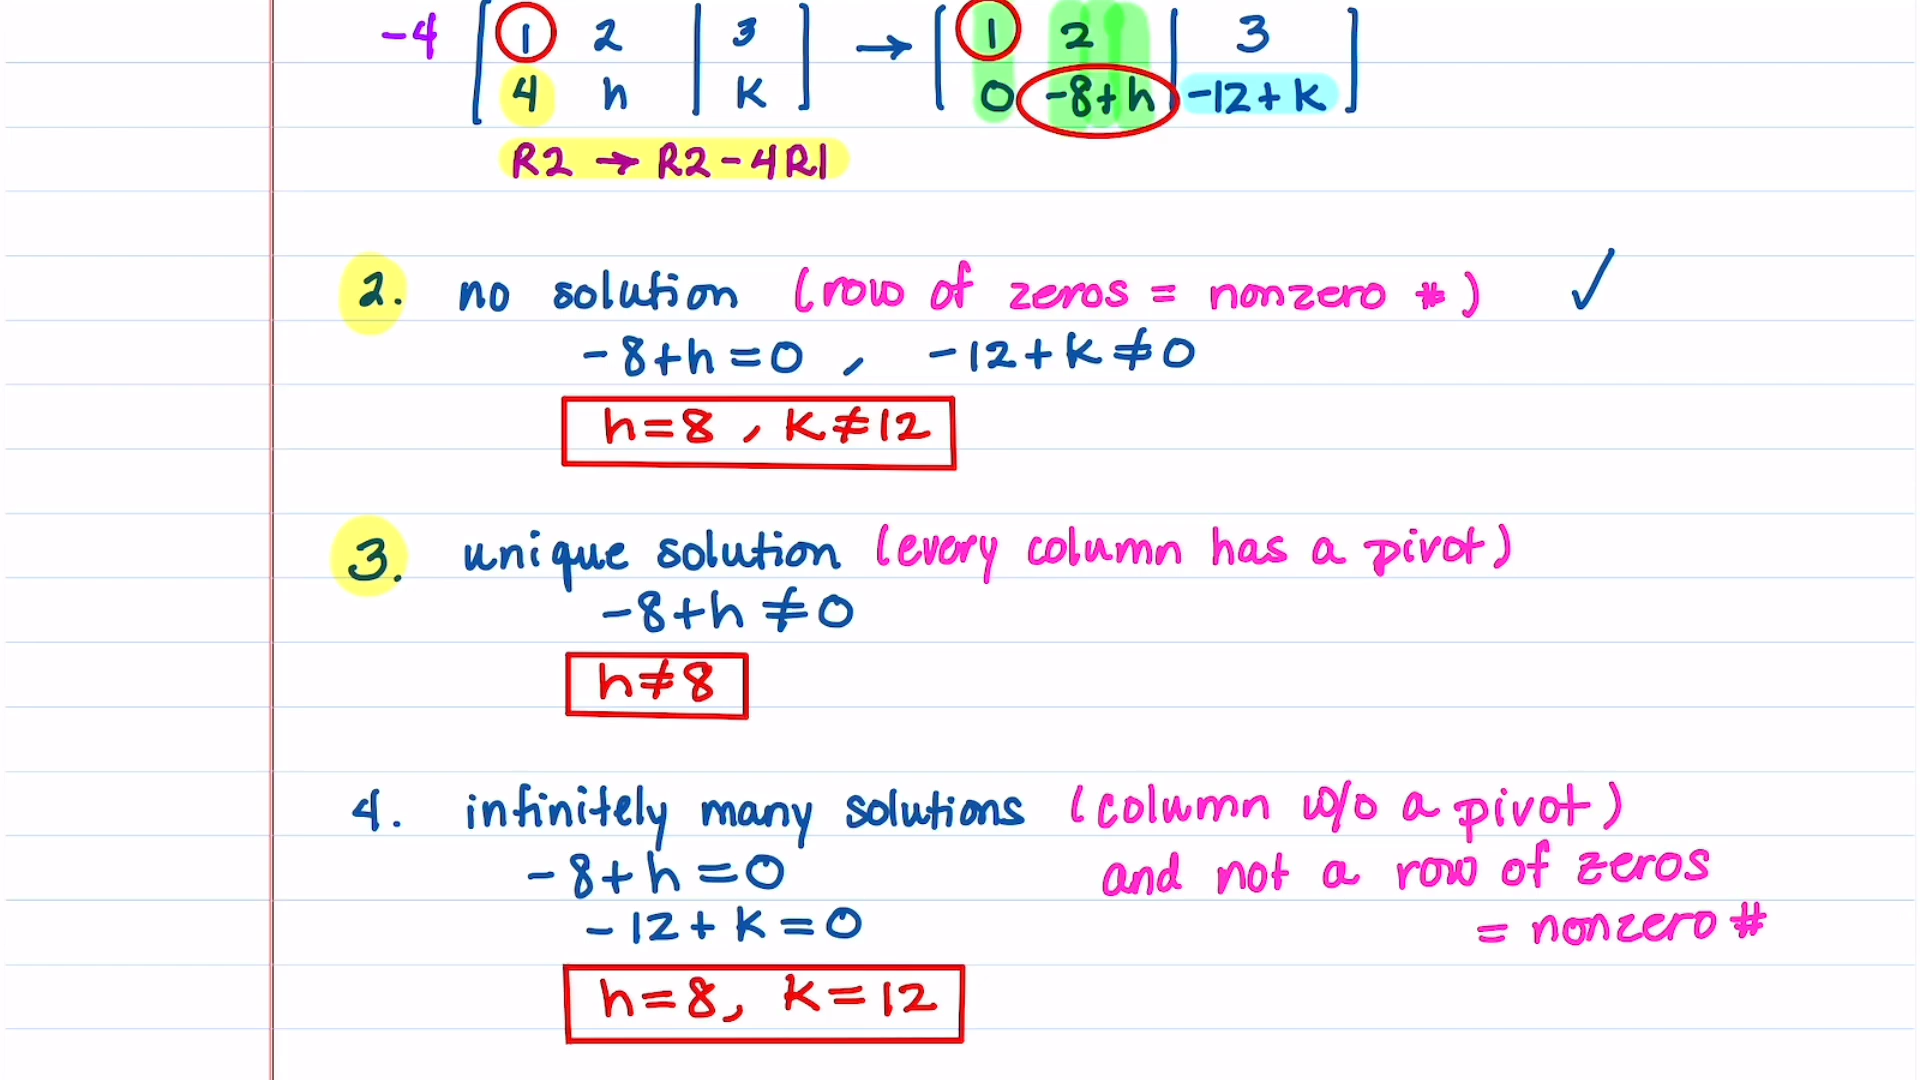 -4 [ 1 2 | 3 ] → [ 1 2 | 3 ]
[ 4 h | k ] [ 0 -8+h | -12+k ]
R2 → R2-4R1
2. no solution (row of zeros = nonzero #) ✓
-8+h=0 , -12+k≠0
h=8 , k≠12
3. unique solution (every column has a pivot)
-8+h≠0
h≠8
4. infinitely many solutions (column w/o a pivot)
-8+h=0 and not a row of zeros
-12+k=0 = nonzero #
h=8, k=12